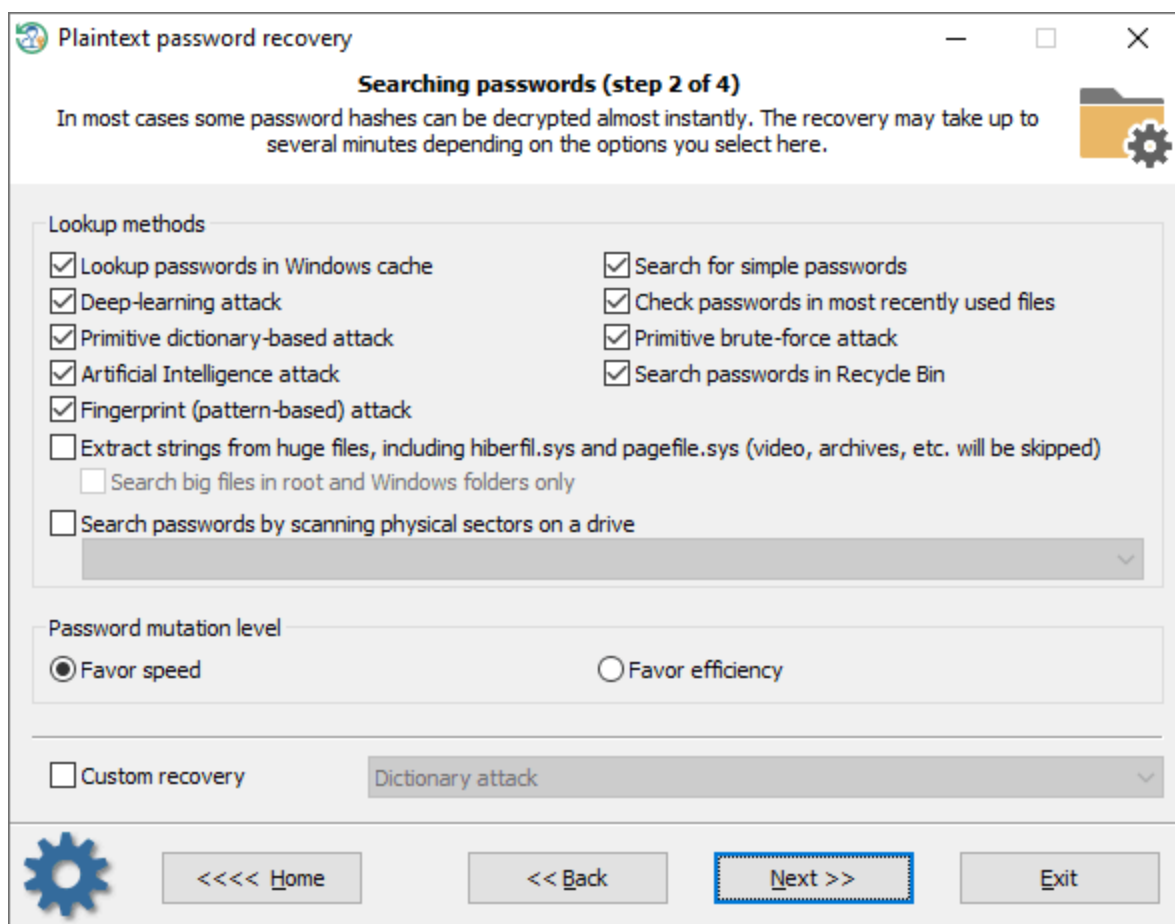 Plaintext password recovery
Searching passwords (step 2 of 4)
In most cases some password hashes can be decrypted almost instantly. The recovery may take up to
several minutes depending on the options you select here.
Lookup methods
Lookup passwords in Windows cache
Search for simple passwords
Deep-learning attack
Check passwords in most recently used files
Primitive dictionary-based attack
Primitive brute-force attack
Artificial Intelligence attack
Search passwords in Recycle Bin
Fingerprint (pattern-based) attack
Extract strings from huge files, including hiberfil.sys and pagefile.sys (video, archives, etc. will be skipped)
Search big files in root and Windows folders only
Search passwords by scanning physical sectors on a drive
Password mutation level
Favor speed
Favor efficiency
Custom recovery
Dictionary attack
<<<< Home
<< Back
Next >>
Exit